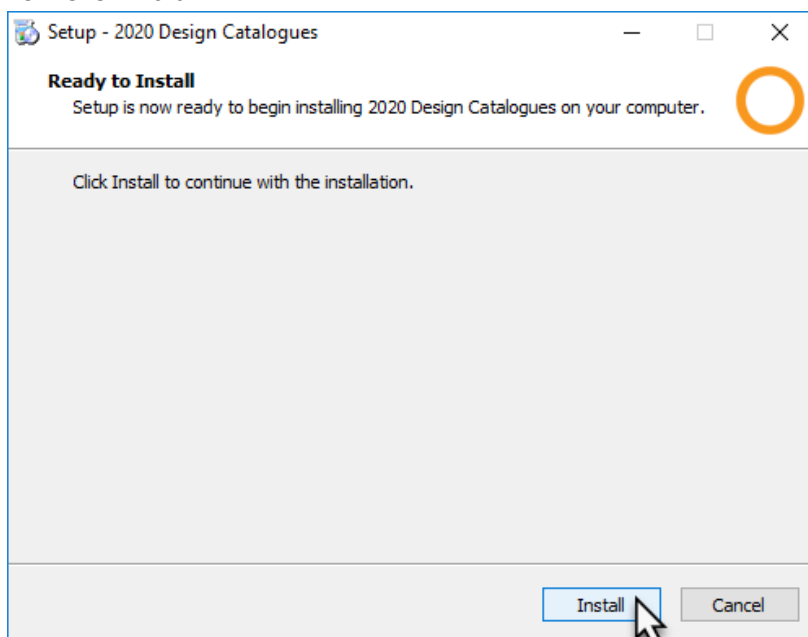 Setup - 2020 Design Catalogues
Ready to Install
Setup is now ready to begin installing 2020 Design Catalogues on your computer.
Click Install to continue with the installation.
Install
Cancel